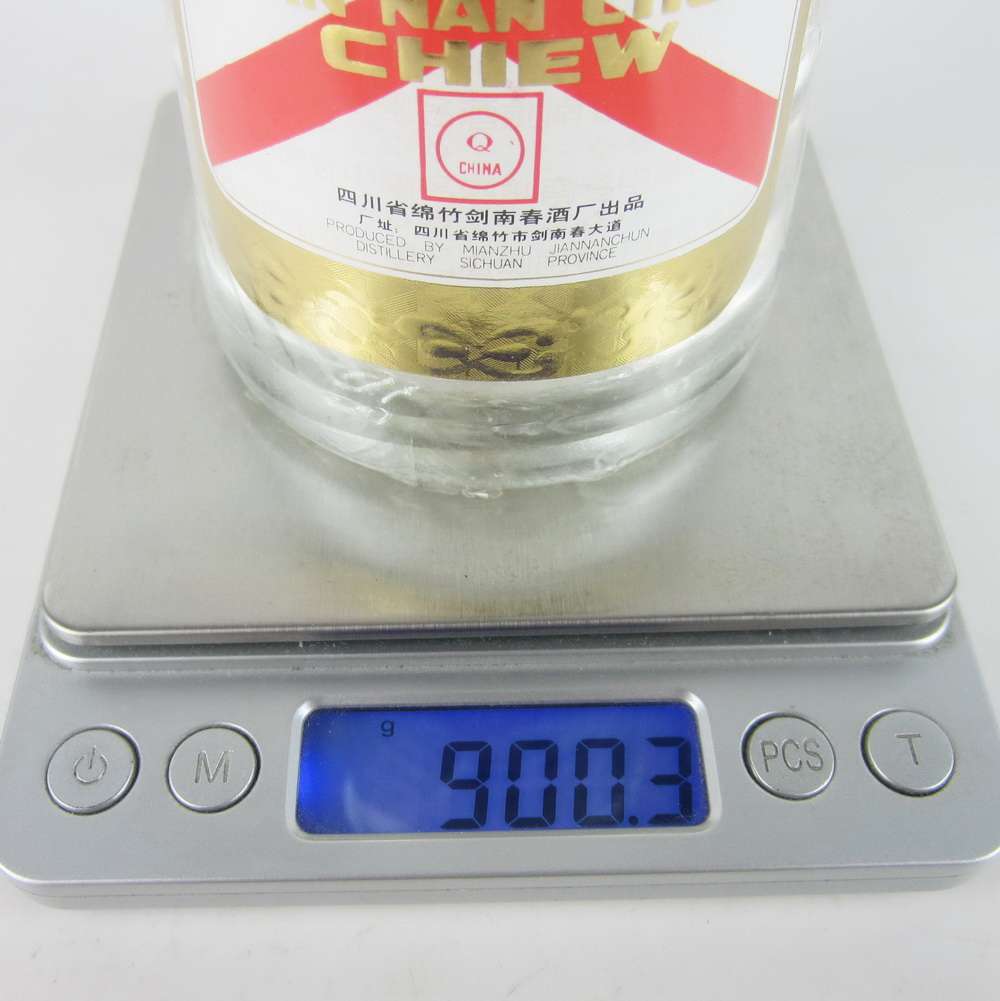 NAN
CHIEW
Q
CHINA
四川省绵竹剑南春酒厂出品
厂址:四川省绵竹市剑南春大道
PRODUCED BY MIANZHU JIANNANCHUN
DISTILLERY SICHUAN PROVINCE
g
900.3
M
PCS
T